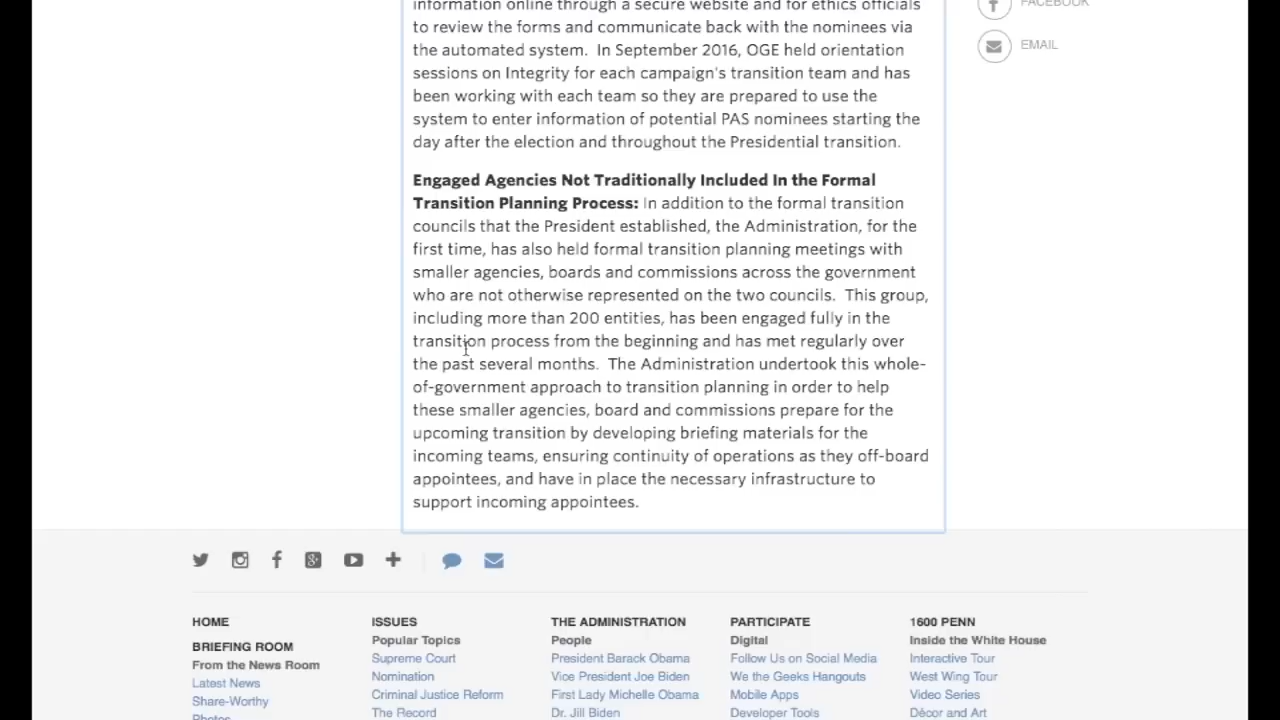 information online through a secure website and for ethics officials
to review the forms and communicate back with the nominees via
the automated system.  In September 2016, OGE held orientation
sessions on Integrity for each campaign's transition team and has
been working with each team so they are prepared to use the
system to enter information of potential PAS nominees starting the
day after the election and throughout the Presidential transition.
Engaged Agencies Not Traditionally Included In the Formal
Transition Planning Process: In addition to the formal transition
councils that the President established, the Administration, for the
first time, has also held formal transition planning meetings with
smaller agencies, boards and commissions across the government
who are not otherwise represented on the two councils.  This group,
including more than 200 entities, has been engaged fully in the
transition process from the beginning and has met regularly over
the past several months.  The Administration undertook this whole-
of-government approach to transition planning in order to help
these smaller agencies, board and commissions prepare for the
upcoming transition by developing briefing materials for the
incoming teams, ensuring continuity of operations as they off-board
appointees, and have in place the necessary infrastructure to
support incoming appointees.
FACEBOOK
EMAIL
HOME
BRIEFING ROOM
From the News Room
Latest News
Share-Worthy
Photos
ISSUES
Popular Topics
Supreme Court
Nomination
Criminal Justice Reform
The Record
THE ADMINISTRATION
People
President Barack Obama
Vice President Joe Biden
First Lady Michelle Obama
Dr. Jill Biden
PARTICIPATE
Digital
Follow Us on Social Media
We the Geeks Hangouts
Mobile Apps
Developer Tools
1600 PENN
Inside the White House
Interactive Tour
West Wing Tour
Video Series
Décor and Art